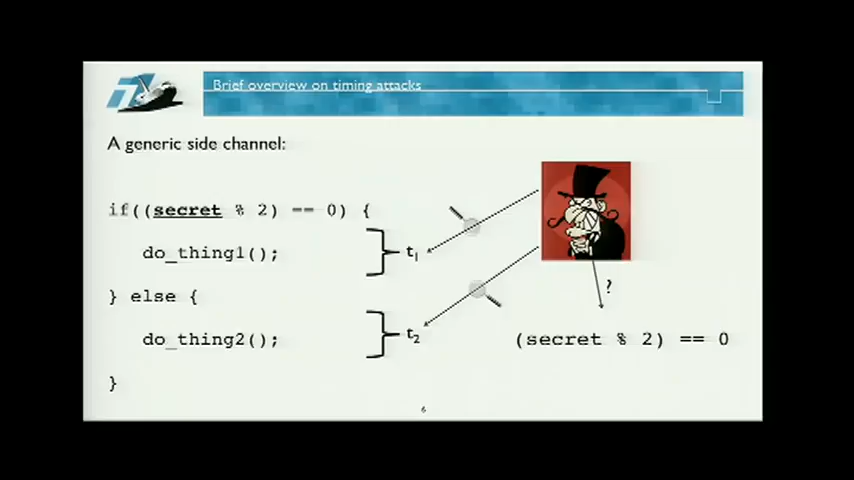 Brief overview on timing attacks
A generic side channel:
if((secret % 2) == 0) {
do_thing1();
t1
} else {
?
do_thing2();
t2
(secret % 2) == 0
}
6